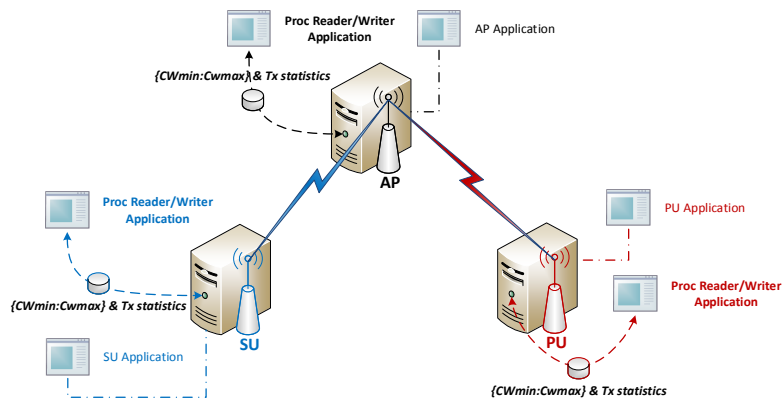 Proc Reader/Writer
Application
AP Application
{CWmin:Cwmax} & Tx statistics
AP
Proc Reader/Writer
Application
PU Application
{CWmin:Cwmax} & Tx statistics
Proc Reader/Writer
Application
SU
PU
SU Application
{CWmin:Cwmax} & Tx statistics